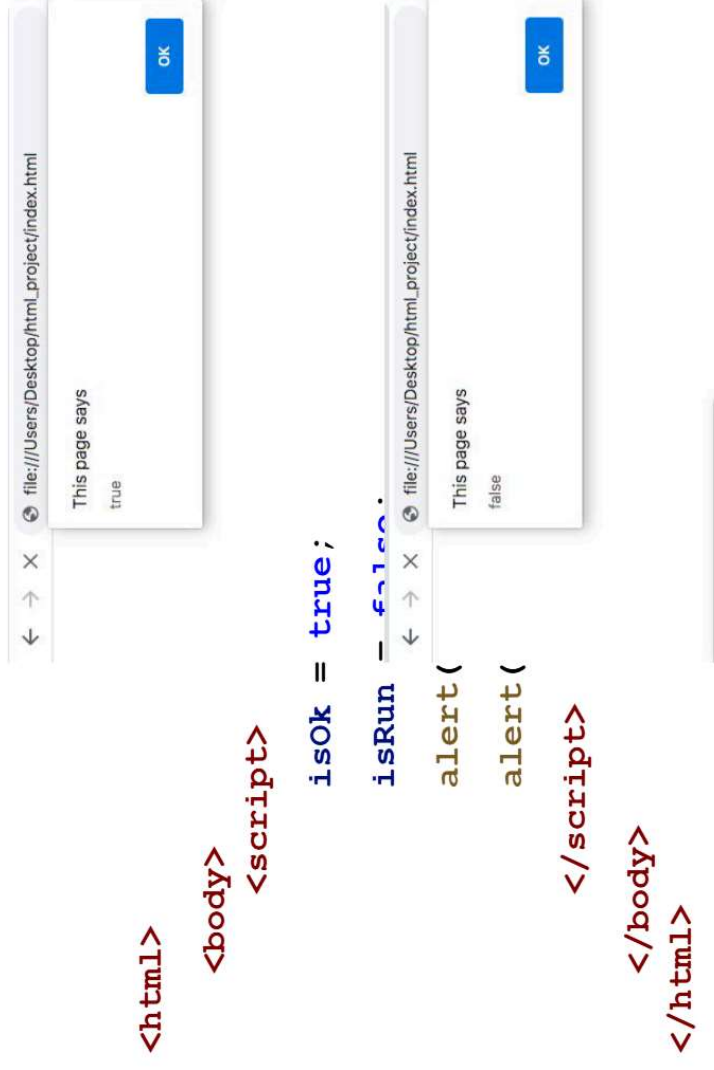 <html>
<body>
<script>
isOk = true;
isRun = false;
alert(
alert(
</script>
</body>
</html>
file:///Users/Desktop/html_project/index.html
This page says
true
OK
file:///Users/Desktop/html_project/index.html
This page says
false
OK